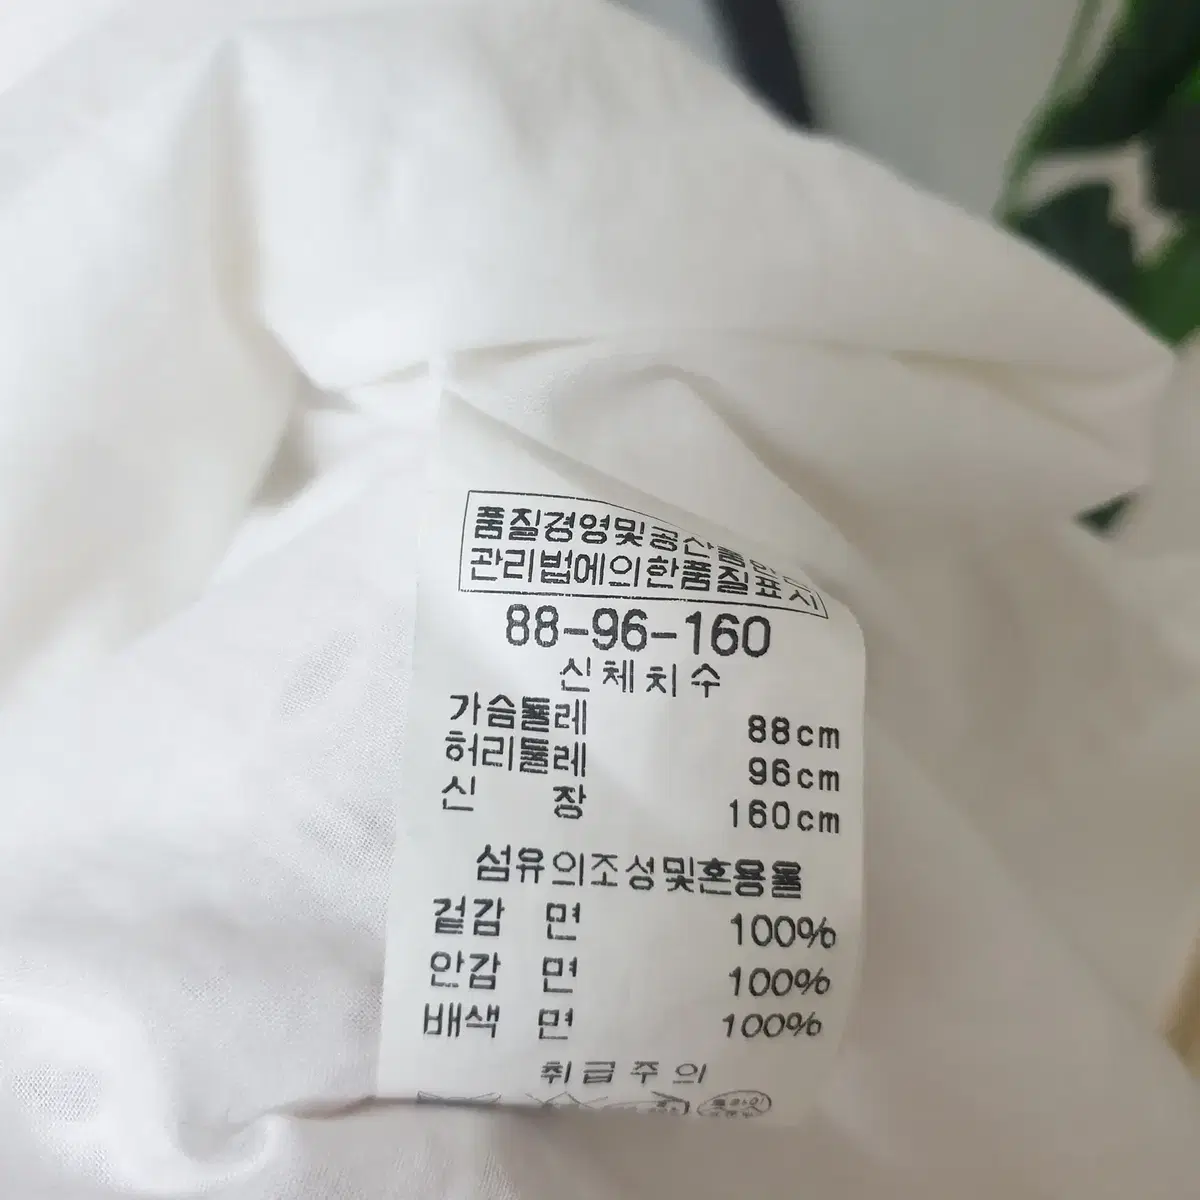 품질경영및공산품안
관리법에의한품질표시
88-96-160
신체치수
가슴둘레 88cm
허리둘레 96cm
신 장 160cm
섬유의조성및혼용율
겉감 면 100%
안감 면 100%
배색 면 100%
취급주의